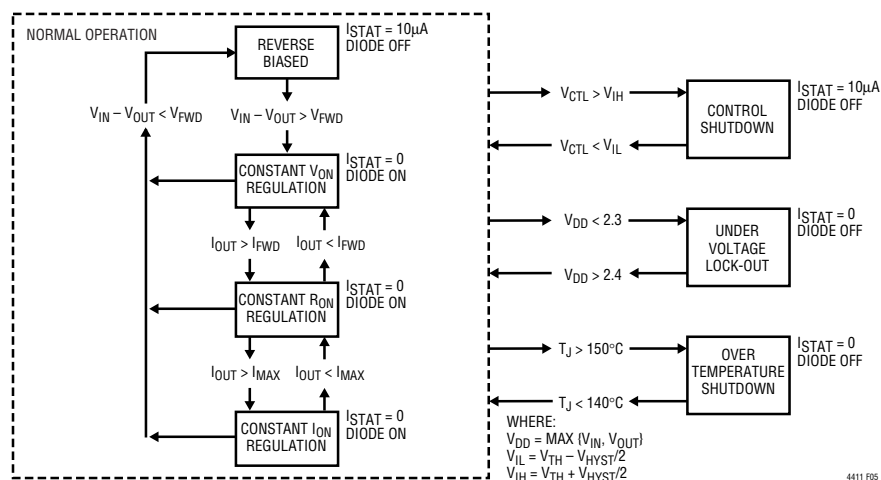 NORMAL OPERATION
REVERSE
BIASED
ISTAT = 10µA
DIODE OFF
VIN – VOUT < VFWD
VIN – VOUT > VFWD
CONSTANT VON
REGULATION
ISTAT = 0
DIODE ON
IOUT > IFWD
IOUT < IFWD
CONSTANT RON
REGULATION
ISTAT = 0
DIODE ON
IOUT > IMAX
IOUT < IMAX
CONSTANT ION
REGULATION
ISTAT = 0
DIODE ON
VCTL > VIH
VCTL < VIL
CONTROL
SHUTDOWN
ISTAT = 10µA
DIODE OFF
VDD < 2.3
VDD > 2.4
UNDER
VOLTAGE
LOCK-OUT
ISTAT = 0
DIODE OFF
TJ > 150°C
TJ < 140°C
OVER
TEMPERATURE
SHUTDOWN
ISTAT = 0
DIODE OFF
WHERE:
VDD = MAX {VIN, VOUT}
VIL = VTH – VHYST/2
VIH = VTH + VHYST/2
4411 F05